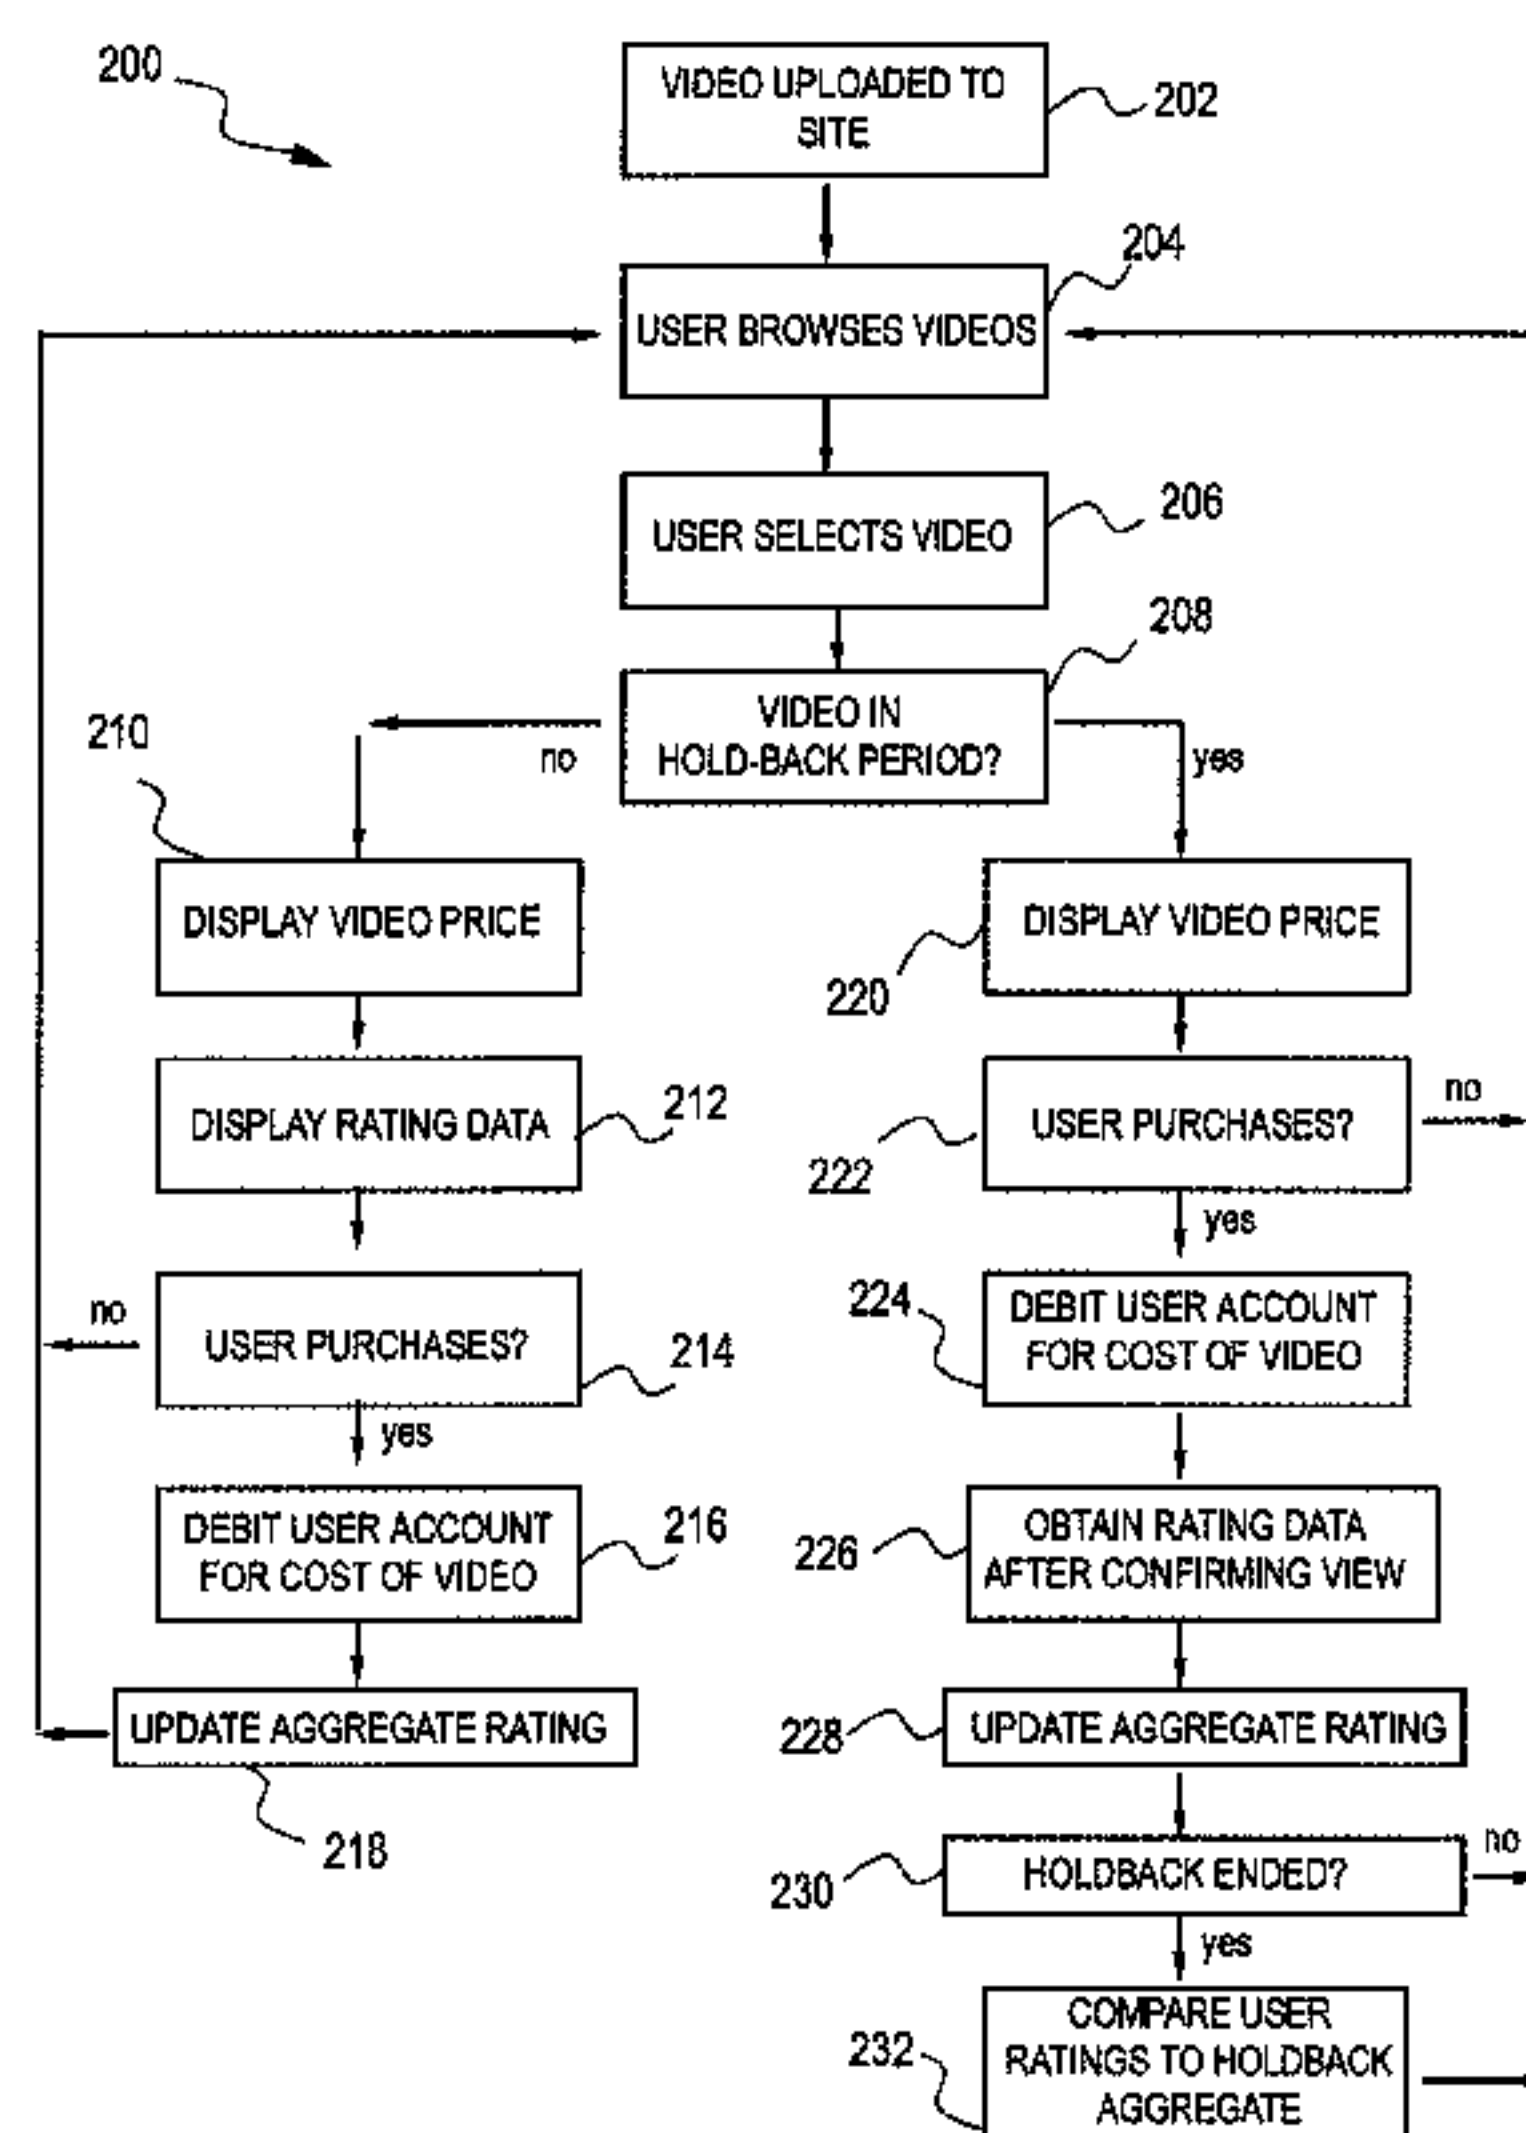 200
VIDEO UPLOADED TO
SITE
202
204
USER BROWSES VIDEOS
206
USER SELECTS VIDEO
208
VIDEO IN
HOLD-BACK PERIOD?
no
yes
210
DISPLAY VIDEO PRICE
DISPLAY VIDEO PRICE
220
DISPLAY RATING DATA
212
USER PURCHASES?
no
222
yes
no
USER PURCHASES?
214
yes
224
DEBIT USER ACCOUNT
FOR COST OF VIDEO
DEBIT USER ACCOUNT
FOR COST OF VIDEO
216
226
OBTAIN RATING DATA
AFTER CONFIRMING VIEW
UPDATE AGGREGATE RATING
218
228
UPDATE AGGREGATE RATING
230
HOLDBACK ENDED?
no
yes
232
COMPARE USER
RATINGS TO HOLDBACK
AGGREGATE